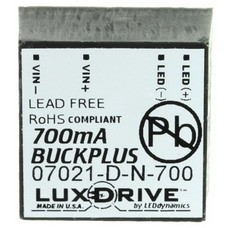 VIN-
VIN+
LED(-)
LED(+)
LEAD FREE
RoHS COMPLIANT
Pb
700mA
BUCKPLUS
07021-D-N-700
LUXDRIVE
MADE IN U.S.A. by LEDdynamics